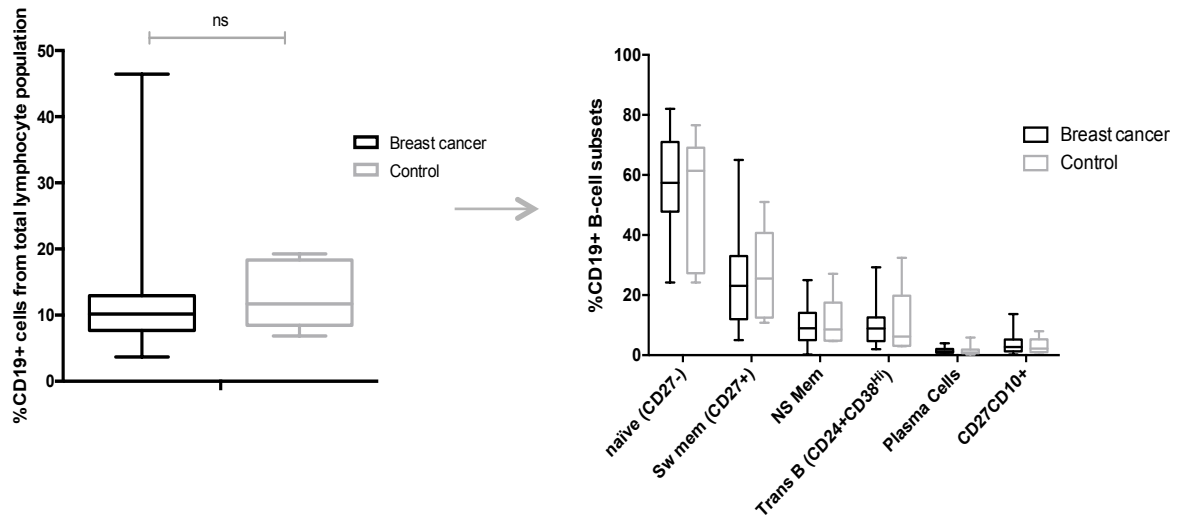 ns
%CD19+ cells from total lymphocyte population
50
40
30
20
10
0
Breast cancer
Control
%CD19+ B-cell subsets
100
80
60
40
20
0
Breast cancer
Control
naïve (CD27-)
Sw mem (CD27+)
NS Mem
Trans B (CD24+CD38ᴴⁱ)
Plasma Cells
CD27CD10+